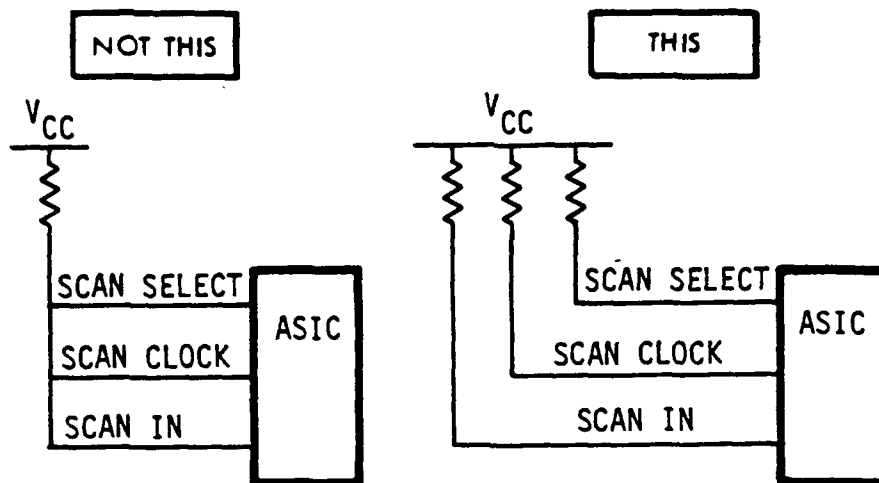 NOT THIS
VCC
SCAN SELECT
ASIC
SCAN CLOCK
SCAN IN
THIS
VCC
SCAN SELECT
ASIC
SCAN CLOCK
SCAN IN